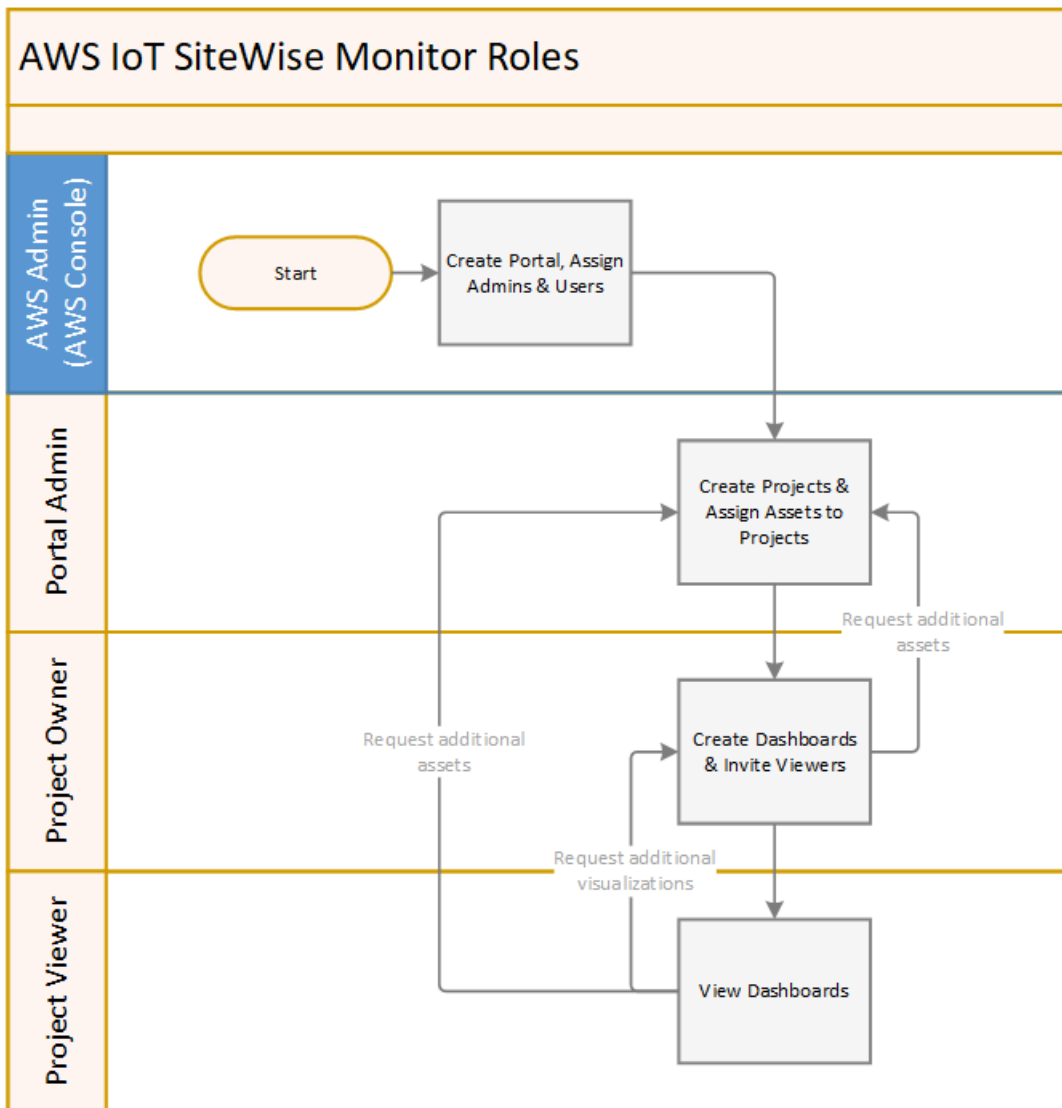 AWS IoT SiteWise Monitor Roles
AWS Admin
(AWS Console)
Start
Create Portal, Assign
Admins & Users
Portal Admin
Create Projects &
Assign Assets to
Projects
Request additional
assets
Project Owner
Create Dashboards
& Invite Viewers
Request additional
assets
Request additional
visualizations
Project Viewer
View Dashboards